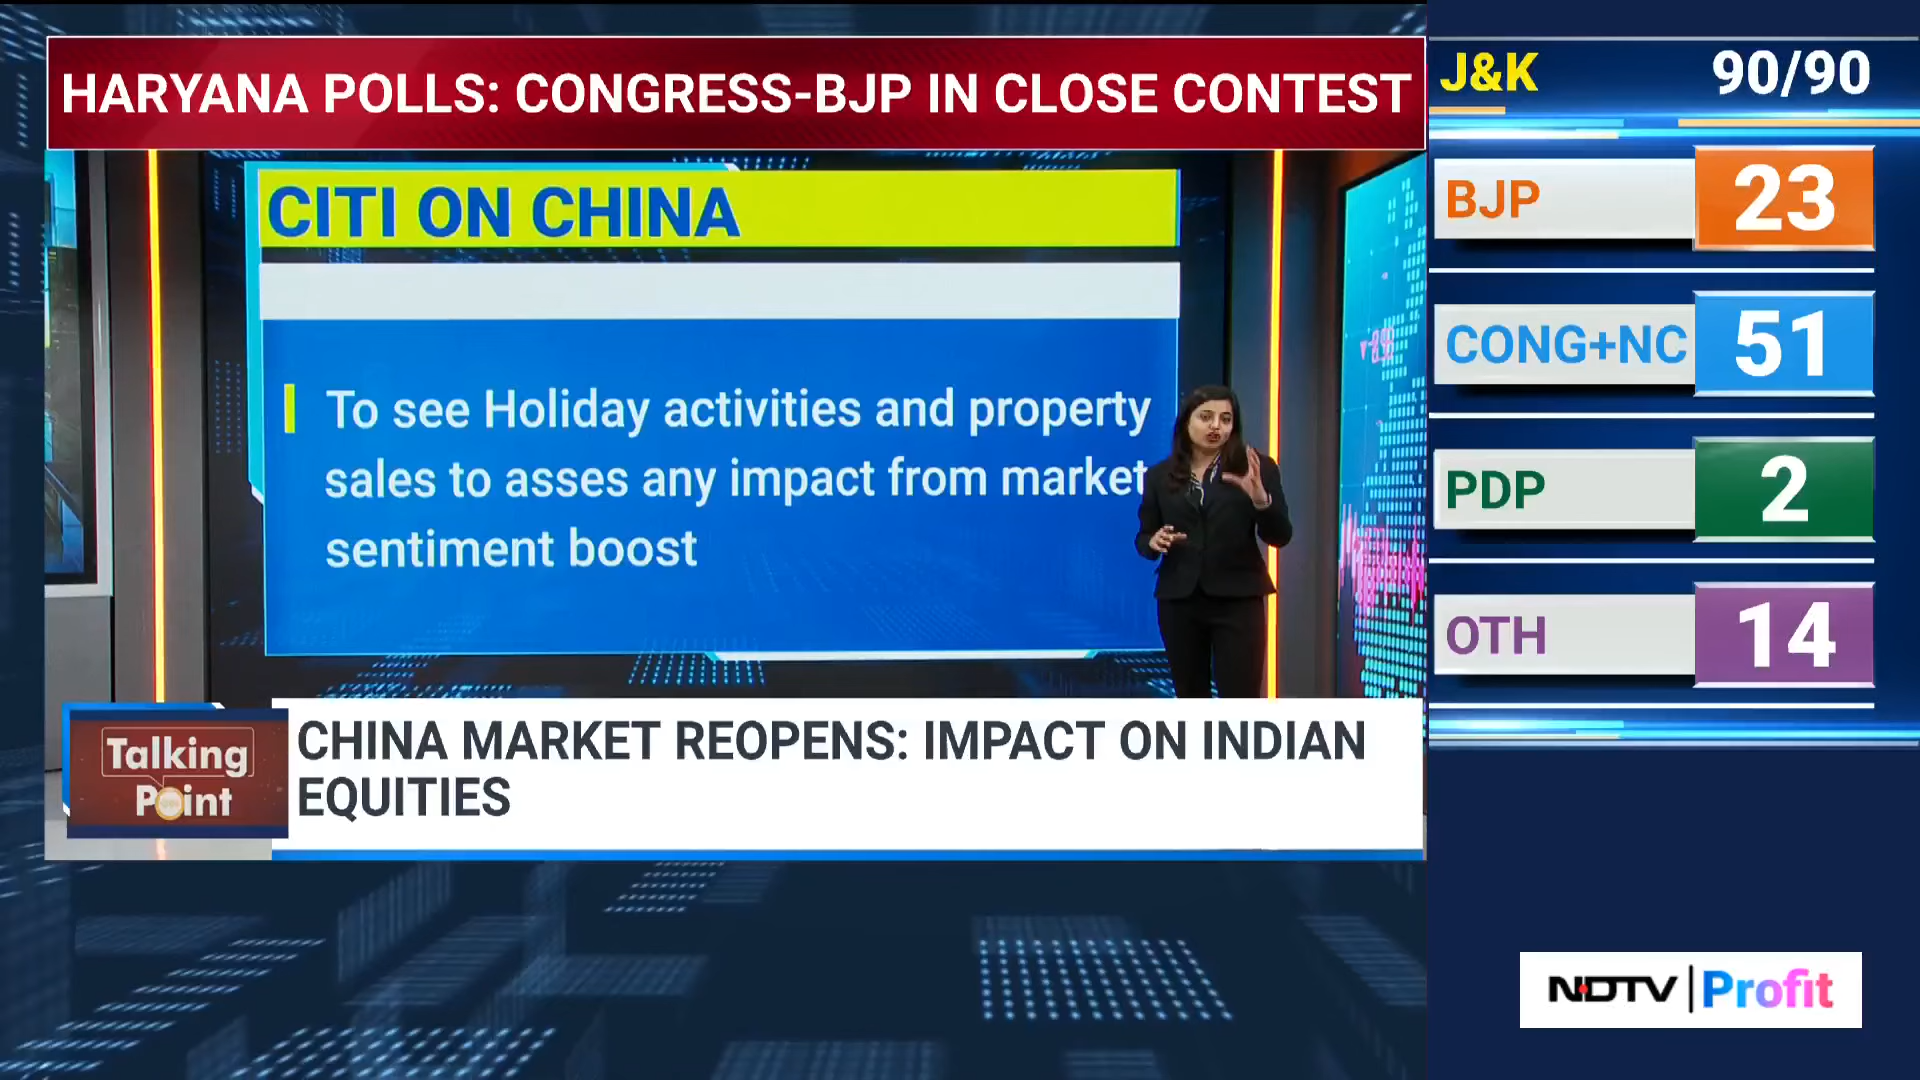 HARYANA POLLS: CONGRESS-BJP IN CLOSE CONTEST
CITI ON CHINA
To see Holiday activities and property
sales to asses any impact from market
sentiment boost
Talking
Point
CHINA MARKET REOPENS: IMPACT ON INDIAN
EQUITIES
J&K 90/90
BJP 23
CONG+NC 51
PDP 2
OTH 14
NDTV Profit